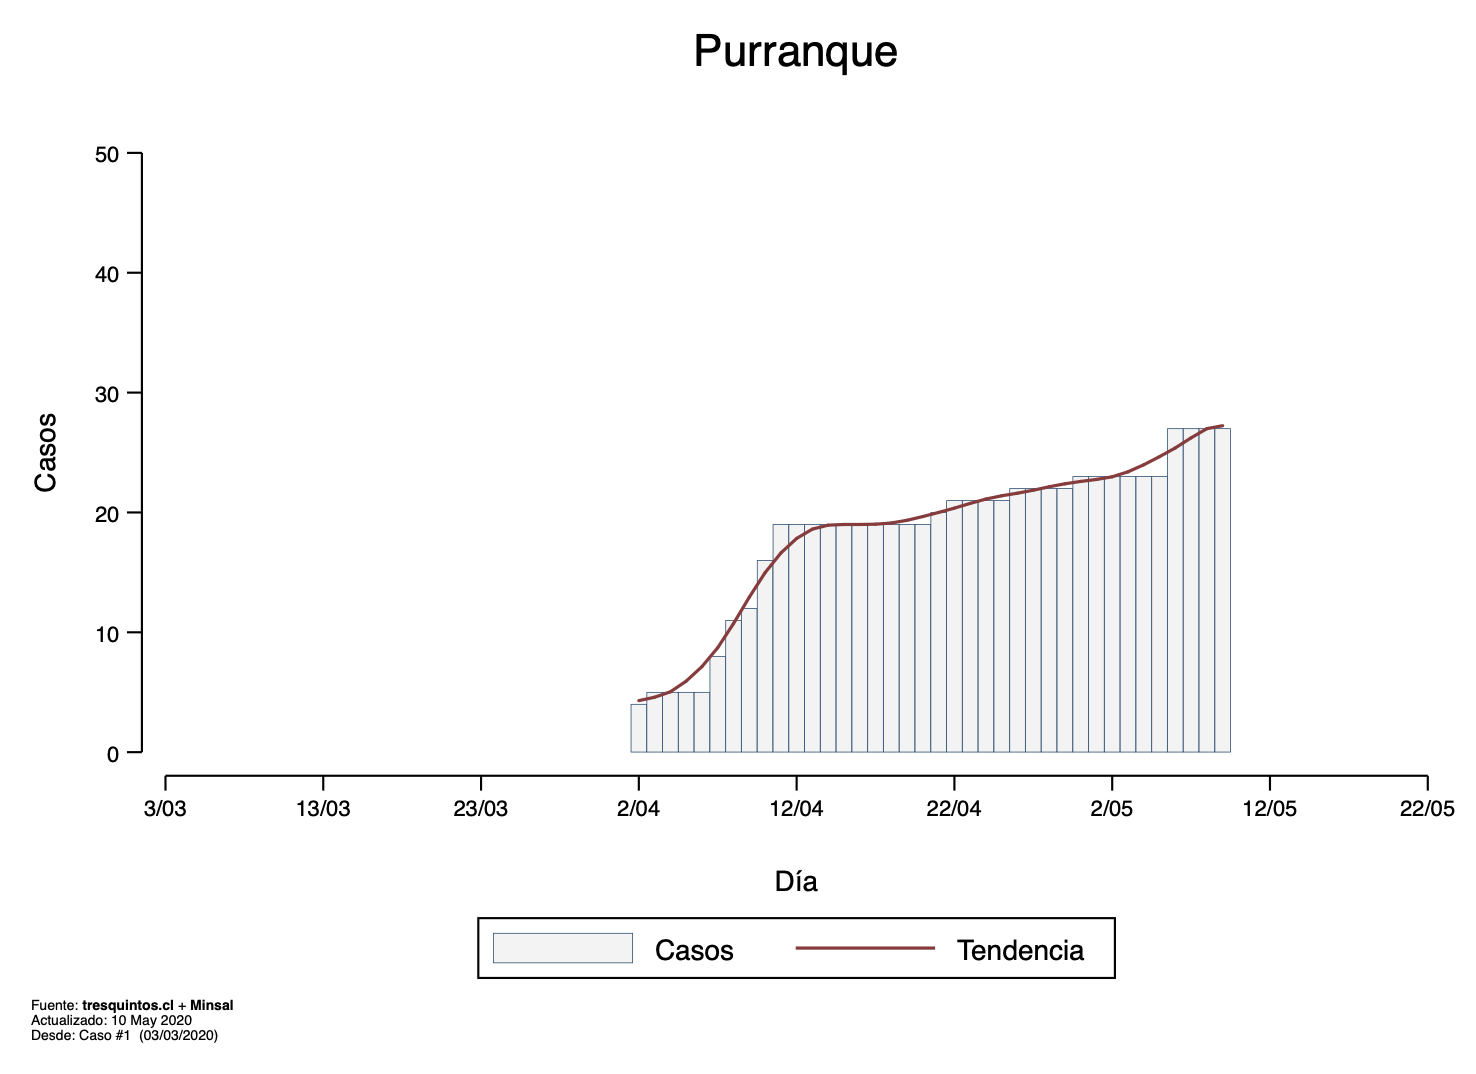 Purranque
50
40
30
20
10
0
Casos
3/03 13/03 23/03 2/04 12/04 22/04 2/05 12/05 22/05
Día
Casos Tendencia
Fuente: tresquintos.cl + Minsal
Actualizado: 10 May 2020
Desde: Caso #1 (03/03/2020)